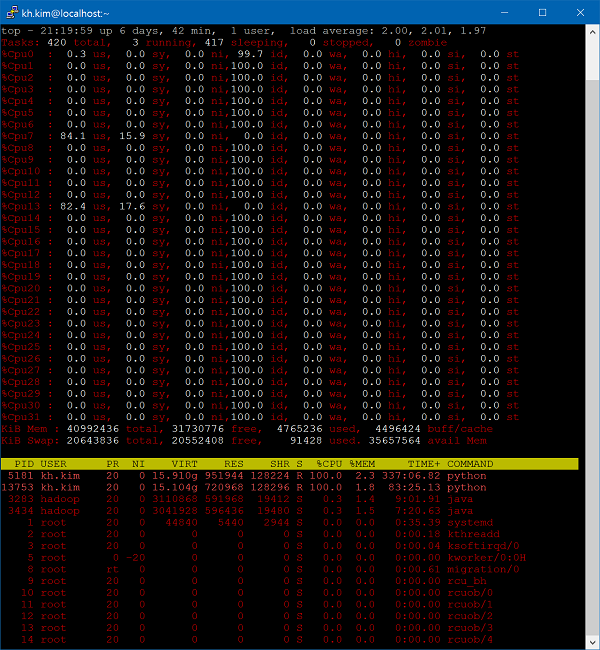 kh.kim@localhost:~
top - 21:19:59 up 6 days, 42 min,  1 user,  load average: 2.00, 2.01, 1.97
Tasks: 420 total,   3 running, 417 sleeping,   0 stopped,   0 zombie
%Cpu0  :  0.3 us,  0.0 sy,  0.0 ni, 99.7 id,  0.0 wa,  0.0 hi,  0.0 si,  0.0 st
%Cpu1  :  0.0 us,  0.0 sy,  0.0 ni,100.0 id,  0.0 wa,  0.0 hi,  0.0 si,  0.0 st
%Cpu2  :  0.0 us,  0.0 sy,  0.0 ni,100.0 id,  0.0 wa,  0.0 hi,  0.0 si,  0.0 st
%Cpu3  :  0.0 us,  0.0 sy,  0.0 ni,100.0 id,  0.0 wa,  0.0 hi,  0.0 si,  0.0 st
%Cpu4  :  0.0 us,  0.0 sy,  0.0 ni,100.0 id,  0.0 wa,  0.0 hi,  0.0 si,  0.0 st
%Cpu5  :  0.0 us,  0.0 sy,  0.0 ni,100.0 id,  0.0 wa,  0.0 hi,  0.0 si,  0.0 st
%Cpu6  :  0.0 us,  0.0 sy,  0.0 ni,100.0 id,  0.0 wa,  0.0 hi,  0.0 si,  0.0 st
%Cpu7  : 84.1 us, 15.9 sy,  0.0 ni,  0.0 id,  0.0 wa,  0.0 hi,  0.0 si,  0.0 st
%Cpu8  :  0.0 us,  0.0 sy,  0.0 ni,100.0 id,  0.0 wa,  0.0 hi,  0.0 si,  0.0 st
%Cpu9  :  0.0 us,  0.0 sy,  0.0 ni,100.0 id,  0.0 wa,  0.0 hi,  0.0 si,  0.0 st
%Cpu10 :  0.0 us,  0.0 sy,  0.0 ni,100.0 id,  0.0 wa,  0.0 hi,  0.0 si,  0.0 st
%Cpu11 :  0.0 us,  0.0 sy,  0.0 ni,100.0 id,  0.0 wa,  0.0 hi,  0.0 si,  0.0 st
%Cpu12 :  0.0 us,  0.0 sy,  0.0 ni,100.0 id,  0.0 wa,  0.0 hi,  0.0 si,  0.0 st
%Cpu13 : 82.4 us, 17.6 sy,  0.0 ni,  0.0 id,  0.0 wa,  0.0 hi,  0.0 si,  0.0 st
%Cpu14 :  0.0 us,  0.0 sy,  0.0 ni,100.0 id,  0.0 wa,  0.0 hi,  0.0 si,  0.0 st
%Cpu15 :  0.0 us,  0.0 sy,  0.0 ni,100.0 id,  0.0 wa,  0.0 hi,  0.0 si,  0.0 st
%Cpu16 :  0.0 us,  0.0 sy,  0.0 ni,100.0 id,  0.0 wa,  0.0 hi,  0.0 si,  0.0 st
%Cpu17 :  0.0 us,  0.0 sy,  0.0 ni,100.0 id,  0.0 wa,  0.0 hi,  0.0 si,  0.0 st
%Cpu18 :  0.0 us,  0.0 sy,  0.0 ni,100.0 id,  0.0 wa,  0.0 hi,  0.0 si,  0.0 st
%Cpu19 :  0.0 us,  0.0 sy,  0.0 ni,100.0 id,  0.0 wa,  0.0 hi,  0.0 si,  0.0 st
%Cpu20 :  0.0 us,  0.0 sy,  0.0 ni,100.0 id,  0.0 wa,  0.0 hi,  0.0 si,  0.0 st
%Cpu21 :  0.0 us,  0.0 sy,  0.0 ni,100.0 id,  0.0 wa,  0.0 hi,  0.0 si,  0.0 st
%Cpu22 :  0.0 us,  0.0 sy,  0.0 ni,100.0 id,  0.0 wa,  0.0 hi,  0.0 si,  0.0 st
%Cpu23 :  0.0 us,  0.0 sy,  0.0 ni,100.0 id,  0.0 wa,  0.0 hi,  0.0 si,  0.0 st
%Cpu24 :  0.0 us,  0.0 sy,  0.0 ni,100.0 id,  0.0 wa,  0.0 hi,  0.0 si,  0.0 st
%Cpu25 :  0.0 us,  0.0 sy,  0.0 ni,100.0 id,  0.0 wa,  0.0 hi,  0.0 si,  0.0 st
%Cpu26 :  0.0 us,  0.0 sy,  0.0 ni,100.0 id,  0.0 wa,  0.0 hi,  0.0 si,  0.0 st
%Cpu27 :  0.0 us,  0.0 sy,  0.0 ni,100.0 id,  0.0 wa,  0.0 hi,  0.0 si,  0.0 st
%Cpu28 :  0.0 us,  0.0 sy,  0.0 ni,100.0 id,  0.0 wa,  0.0 hi,  0.0 si,  0.0 st
%Cpu29 :  0.0 us,  0.0 sy,  0.0 ni,100.0 id,  0.0 wa,  0.0 hi,  0.0 si,  0.0 st
%Cpu30 :  0.0 us,  0.0 sy,  0.0 ni,100.0 id,  0.0 wa,  0.0 hi,  0.0 si,  0.0 st
%Cpu31 :  0.0 us,  0.0 sy,  0.0 ni,100.0 id,  0.0 wa,  0.0 hi,  0.0 si,  0.0 st
KiB Mem : 40992436 total, 31730776 free,  4765236 used,  4496424 buff/cache
KiB Swap: 20643836 total, 20552408 free,    91428 used. 35657564 avail Mem
PID USER PR NI VIRT RES SHR S %CPU %MEM TIME+ COMMAND
5181 kh.kim 20 0 15.910g 951944 128224 R 100.0 2.3 337:06.82 python
13753 kh.kim 20 0 15.104g 720968 128296 R 100.0 1.8 83:25.13 python
3283 hadoop 20 0 3110868 591968 19412 S 0.3 1.4 9:01.91 java
3434 hadoop 20 0 3041928 596436 19480 S 0.3 1.5 7:20.63 java
1 root 20 0 44840 5440 2944 S 0.0 0.0 0:35.39 systemd
2 root 20 0 0 0 0 S 0.0 0.0 0:00.18 kthreadd
3 root 20 0 0 0 0 S 0.0 0.0 0:00.04 ksoftirqd/0
5 root 0 -20 0 0 0 S 0.0 0.0 0:00.00 kworker/0:0H
8 root rt 0 0 0 0 S 0.0 0.0 0:00.61 migration/0
9 root 20 0 0 0 0 S 0.0 0.0 0:00.00 rcu_bh
10 root 20 0 0 0 0 S 0.0 0.0 0:00.00 rcuob/0
11 root 20 0 0 0 0 S 0.0 0.0 0:00.00 rcuob/1
12 root 20 0 0 0 0 S 0.0 0.0 0:00.00 rcuob/2
13 root 20 0 0 0 0 S 0.0 0.0 0:00.00 rcuob/3
14 root 20 0 0 0 0 S 0.0 0.0 0:00.00 rcuob/4